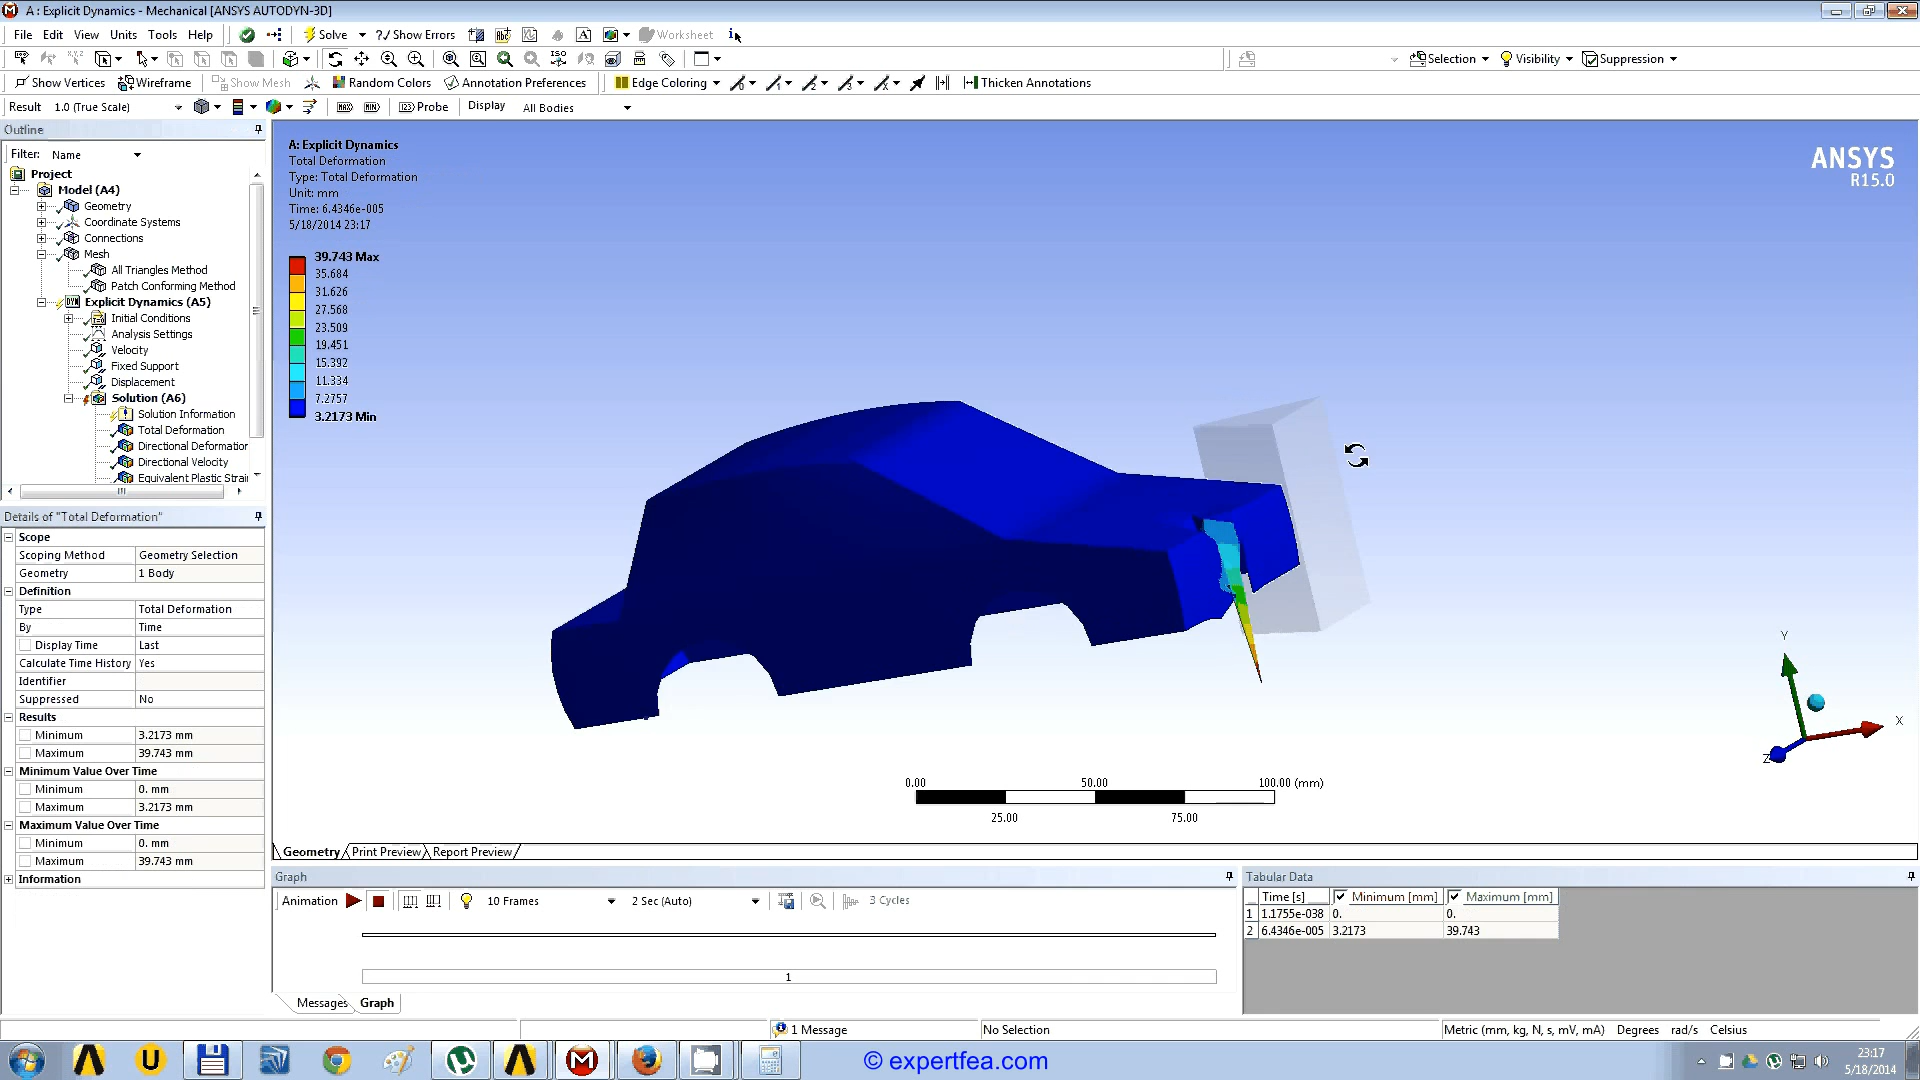 A : Explicit Dynamics - Mechanical [ANSYS AUTODYN-3D]
File Edit View Units Tools Help Solve ?/ Show Errors Worksheet
Selection Visibility Suppression
Show Vertices Wireframe Show Mesh Random Colors Annotation Preferences Edge Coloring Thicken Annotations
Result 1.0 (True Scale) MAX MIN Probe Display All Bodies
Outline
Filter: Name
Project
Model (A4)
Geometry
Coordinate Systems
Connections
Mesh
All Triangles Method
Patch Conforming Method
Explicit Dynamics (A5)
Initial Conditions
Analysis Settings
Velocity
Fixed Support
Displacement
Solution (A6)
Solution Information
Total Deformation
Directional Deformation
Directional Velocity
Equivalent Plastic Strain
Details of "Total Deformation"
Scope
Scoping Method Geometry Selection
Geometry 1 Body
Definition
Type Total Deformation
By Time
Display Time Last
Calculate Time History Yes
Identifier
Suppressed No
Results
Minimum 3.2173 mm
Maximum 39.743 mm
Minimum Value Over Time
Minimum 0. mm
Maximum 3.2173 mm
Maximum Value Over Time
Minimum 0. mm
Maximum 39.743 mm
Information
A: Explicit Dynamics
Total Deformation
Type: Total Deformation
Unit: mm
Time: 6.4346e-005
5/18/2014 23:17
39.743 Max
35.684
31.626
27.568
23.509
19.451
15.392
11.334
7.2757
3.2173 Min
ANSYS
R15.0
Y
X
Z
0.00 50.00 100.00 (mm)
25.00 75.00
Geometry Print Preview Report Preview
Graph
Animation 10 Frames 2 Sec (Auto) 3 Cycles
1
Messages Graph
Tabular Data
Time [s] Minimum [mm] Maximum [mm]
1 1.1755e-038 0. 0.
2 6.4346e-005 3.2173 39.743
1 Message No Selection Metric (mm, kg, N, s, mV, mA) Degrees rad/s Celsius
© expertfea.com
23:17
5/18/2014